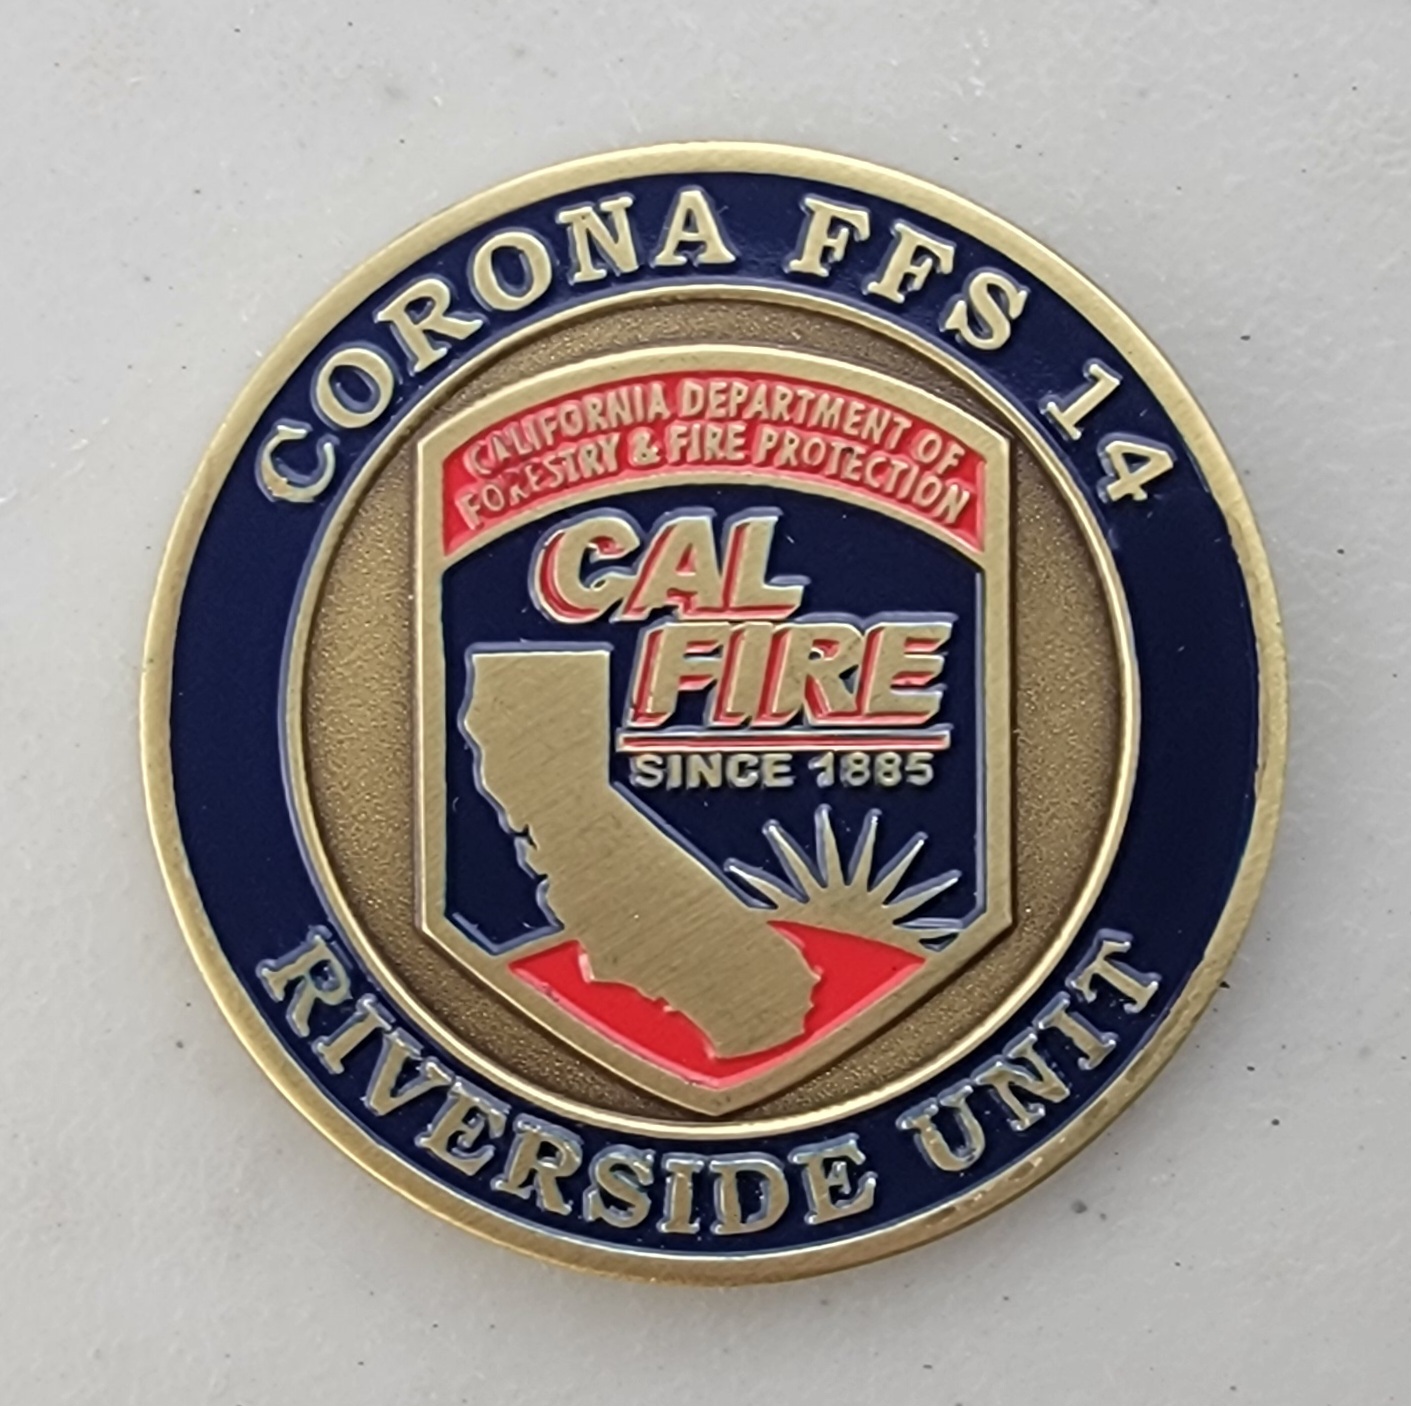 CORONA FFS 14
CALIFORNIA DEPARTMENT OF
FORESTRY & FIRE PROTECTION
CAL
FIRE
SINCE 1885
RIVERSIDE UNIT